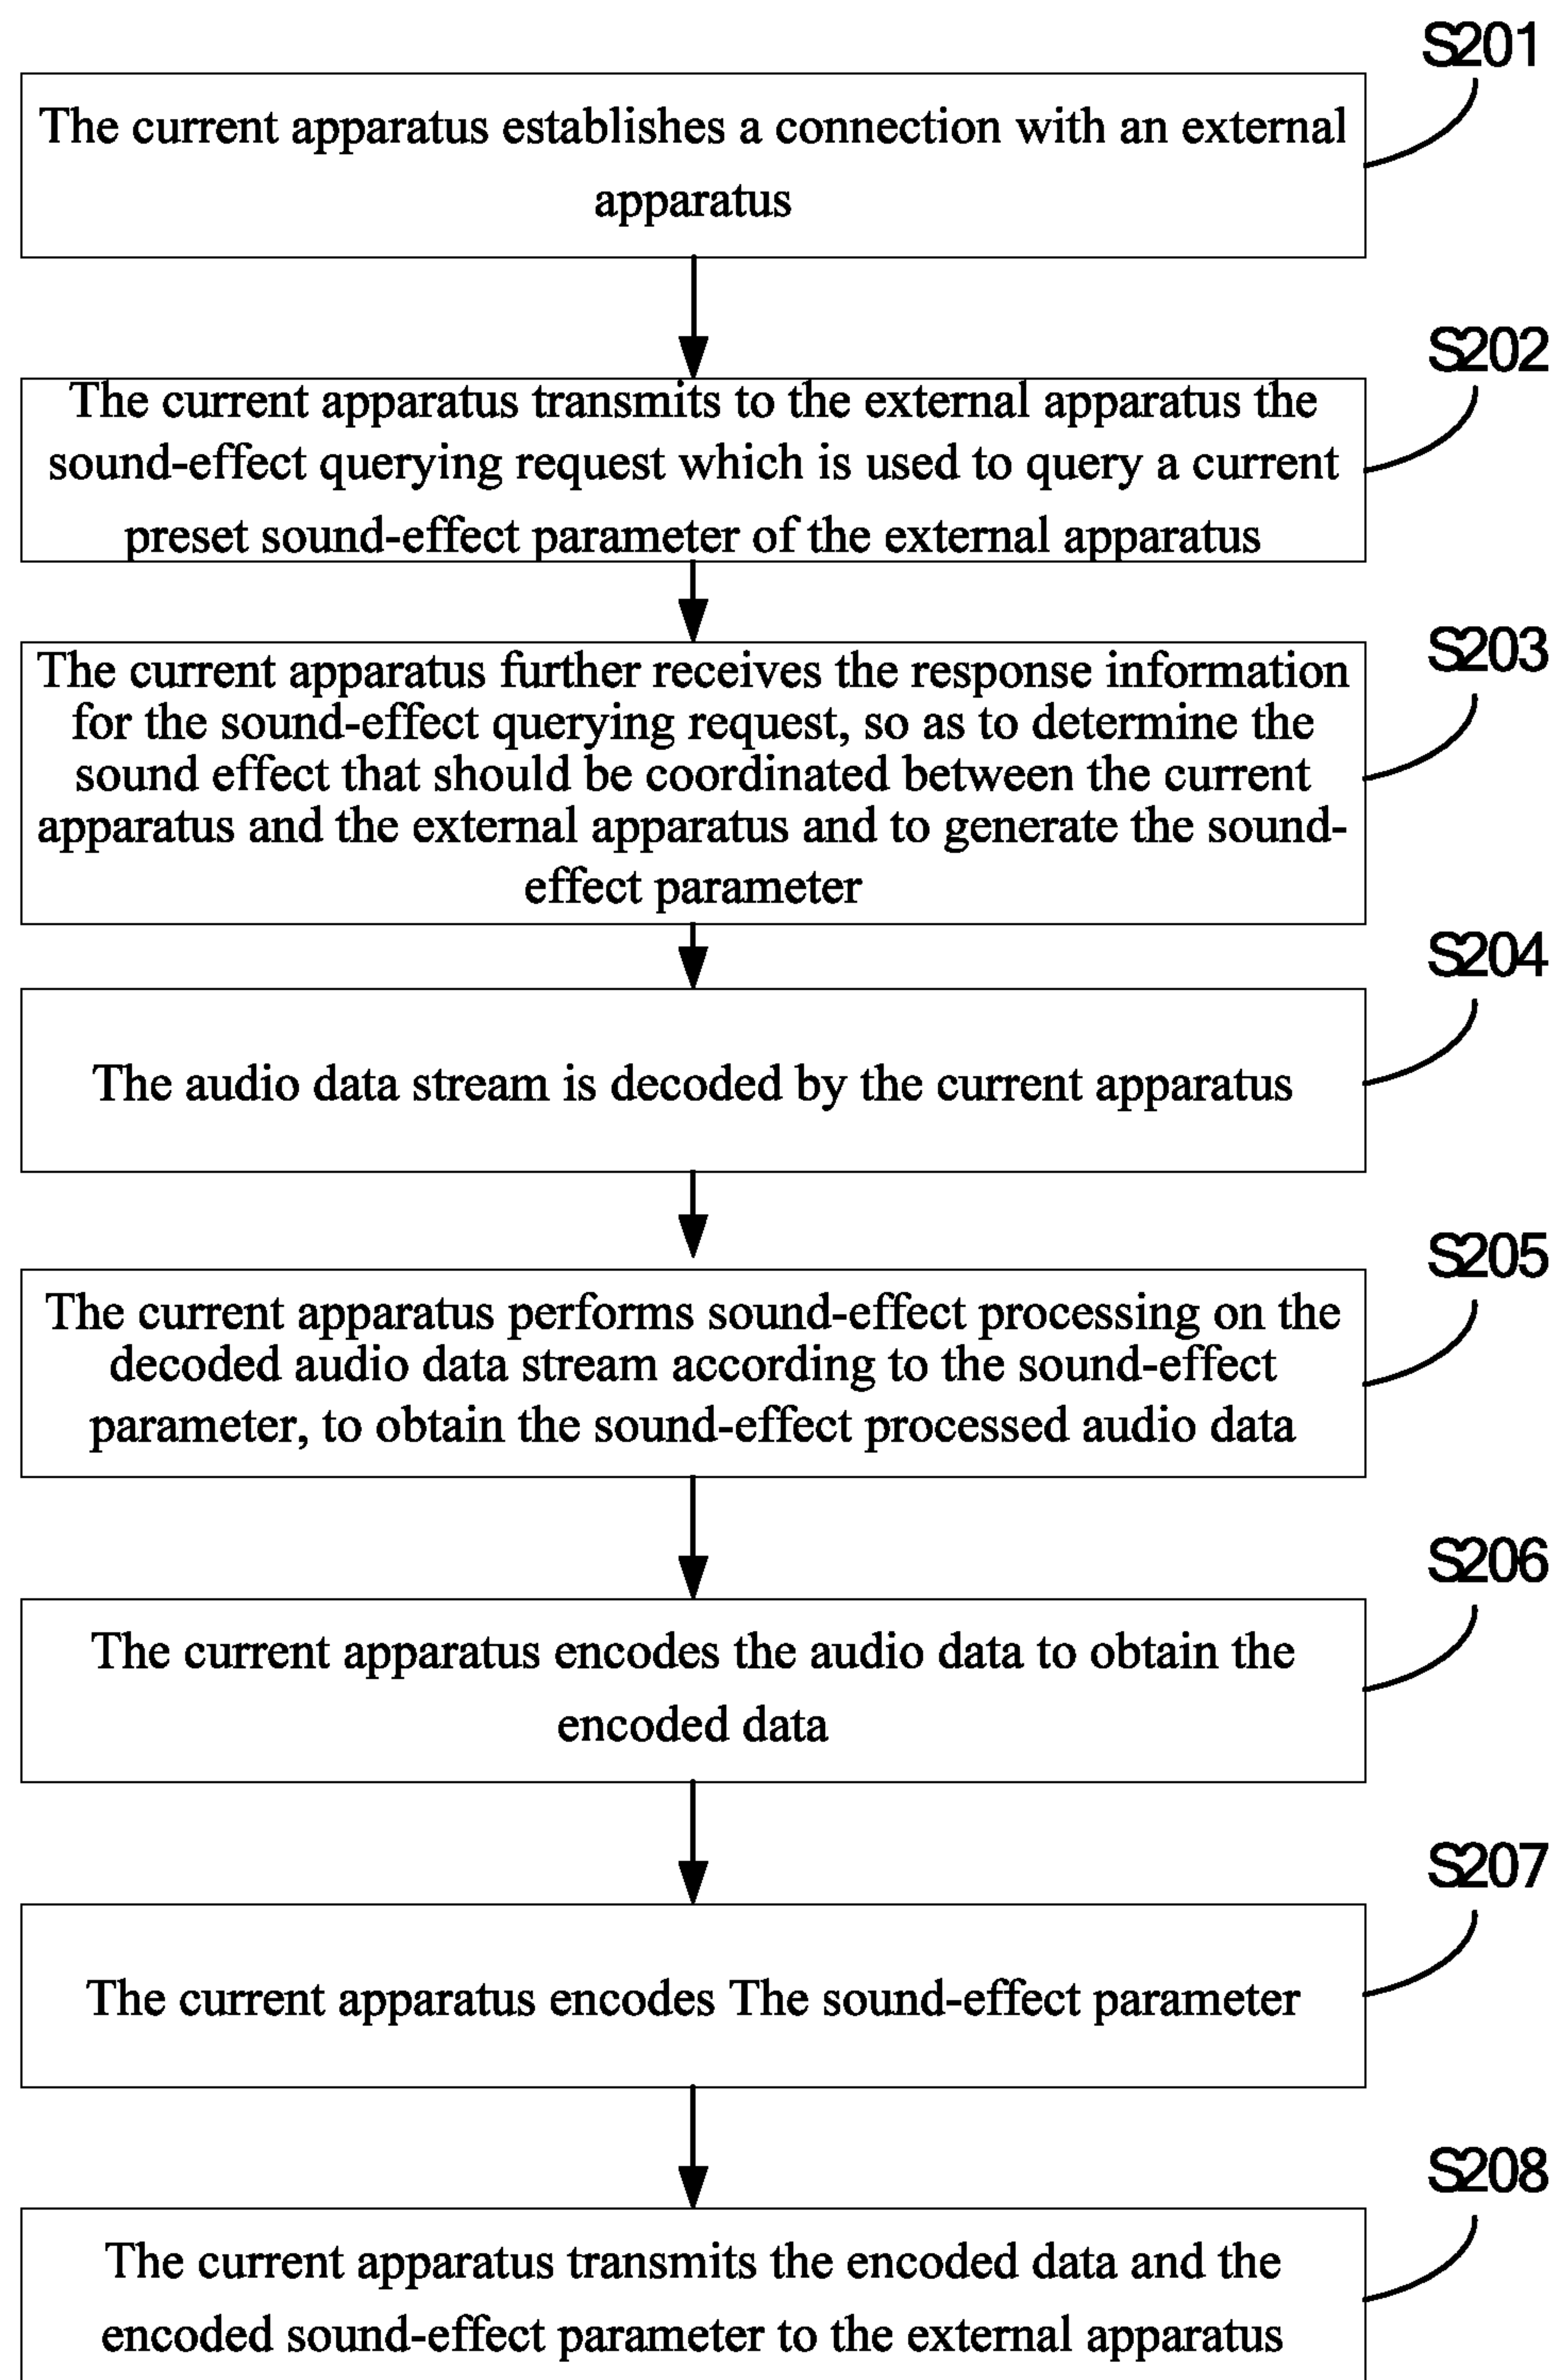 S201
The current apparatus establishes a connection with an external
apparatus
S202
The current apparatus transmits to the external apparatus the
sound-effect querying request which is used to query a current
preset sound-effect parameter of the external apparatus
S203
The current apparatus further receives the response information
for the sound-effect querying request, so as to determine the
sound effect that should be coordinated between the current
apparatus and the external apparatus and to generate the sound-
effect parameter
S204
The audio data stream is decoded by the current apparatus
S205
The current apparatus performs sound-effect processing on the
decoded audio data stream according to the sound-effect
parameter, to obtain the sound-effect processed audio data
S206
The current apparatus encodes the audio data to obtain the
encoded data
S207
The current apparatus encodes The sound-effect parameter
S208
The current apparatus transmits the encoded data and the
encoded sound-effect parameter to the external apparatus